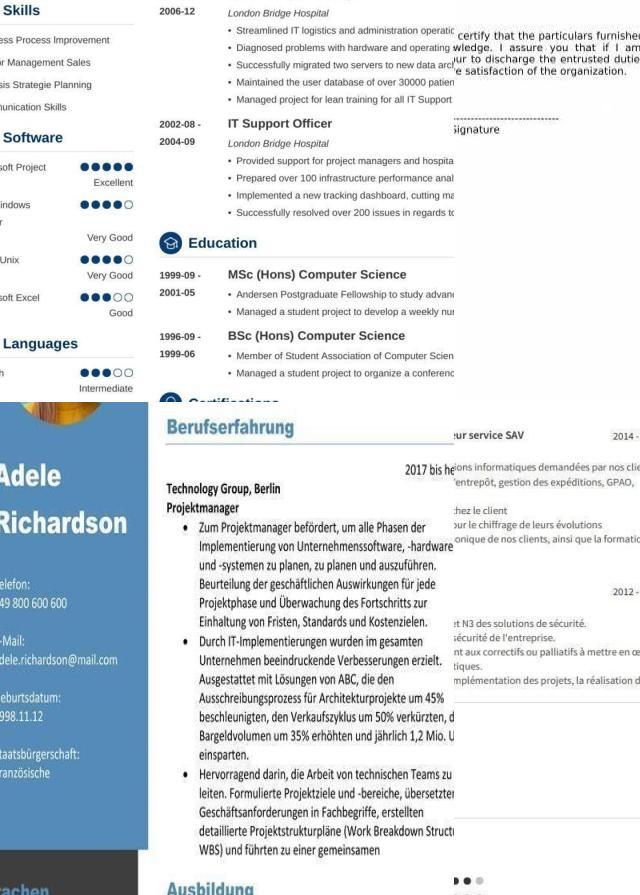 Skills
ess Process Improvement
or Management Sales
sis Strategie Planning
munication Skills
Software
soft Project
Excellent
indows
r
Very Good
Unix
Very Good
soft Excel
Good
Languages
h
Intermediate
2006-12
London Bridge Hospital
• Streamlined IT logistics and administration operatic
• Diagnosed problems with hardware and operating
• Successfully migrated two servers to new data arch
• Maintained the user database of over 30000 patien
• Managed project for lean training for all IT Support
2002-08 -
2004-09
IT Support Officer
London Bridge Hospital
• Provided support for project managers and hospita
• Prepared over 100 infrastructure performance anal
• Implemented a new tracking dashboard, cutting ma
• Successfully resolved over 200 issues in regards to
Education
1999-09 -
2001-05
MSc (Hons) Computer Science
• Andersen Postgraduate Fellowship to study advanc
• Managed a student project to develop a weekly nur
1996-09 -
1999-06
BSc (Hons) Computer Science
• Member of Student Association of Computer Scien
• Managed a student project to organize a conferenc
Certifications
certify that the particulars furnished
wledge. I assure you that if I am
ur to discharge the entrusted dutie
e satisfaction of the organization.
Signature
Adele
Richardson
elefon:
49 800 600 600
-Mail:
dele.richardson@mail.com
eburtsdatum:
998.11.12
taatsbürgerschaft:
ranzösische
rachen
Berufserfahrung
2017 bis he
Technology Group, Berlin
Projektmanager
• Zum Projektmanager befördert, um alle Phasen der
Implementierung von Unternehmenssoftware, -hardware
und -systemen zu planen, zu planen und auszuführen.
Beurteilung der geschäftlichen Auswirkungen für jede
Projektphase und Überwachung des Fortschritts zur
Einhaltung von Fristen, Standards und Kostenzielen.
• Durch IT-Implementierungen wurden im gesamten
Unternehmen beeindruckende Verbesserungen erzielt.
Ausgestattet mit Lösungen von ABC, die den
Ausschreibungsprozess für Architekturprojekte um 45%
beschleunigten, den Verkaufszyklus um 50% verkürzten, d
Bargeldvolumen um 35% erhöhten und jährlich 1,2 Mio. U
einsparten.
• Hervorragend darin, die Arbeit von technischen Teams zu
leiten. Formulierte Projektziele und -bereiche, übersetzter
Geschäftsanforderungen in Fachbegriffe, erstellten
detaillierte Projektstrukturpläne (Work Breakdown Struct
WBS) und führten zu einer gemeinsamen
Ausbildung
eur service SAV
2014 -
ions informatiques demandées par nos clie
'entrepôt, gestion des expéditions, GPAO,
chez le client
our le chiffrage de leurs évolutions
onique de nos clients, ainsi que la formatio
2012 -
et N3 des solutions de sécurité.
sécurité de l'entreprise.
nt aux correctifs ou palliatifs à mettre en œ
tiques.
mplémentation des projets, la réalisation d